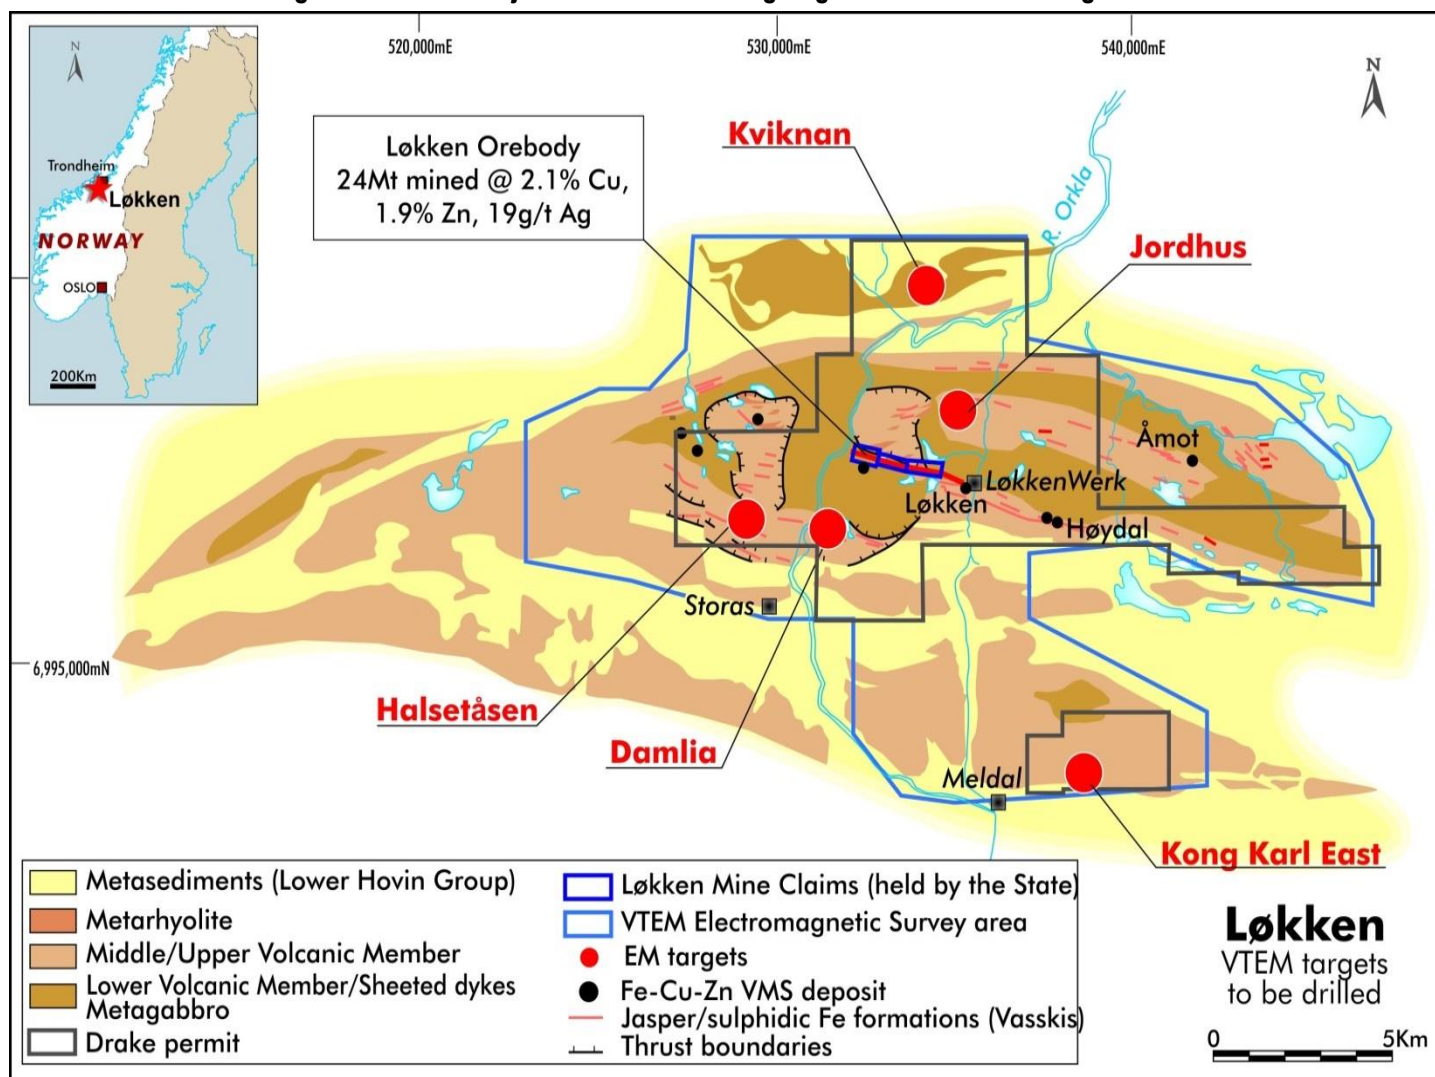 520,000mE
530,000mE
540,000mE
N
Trondheim
Løkken
NORWAY
OSLO
200Km
N
Løkken Orebody
24Mt mined @ 2.1% Cu,
1.9% Zn, 19g/t Ag
Kviknan
R. Orkla
Jordhus
Åmot
LøkkenWerk
Løkken
Høydal
Storas
6,995,000mN
Halsetåsen
Damlia
Meldal
Kong Karl East
Metasediments (Lower Hovin Group)
Metarhyolite
Middle/Upper Volcanic Member
Lower Volcanic Member/Sheeted dykes
Metagabbro
Drake permit
Løkken Mine Claims (held by the State)
VTEM Electromagnetic Survey area
EM targets
Fe-Cu-Zn VMS deposit
Jasper/sulphidic Fe formations (Vasskis)
Thrust boundaries
Løkken
VTEM targets
to be drilled
0 5Km